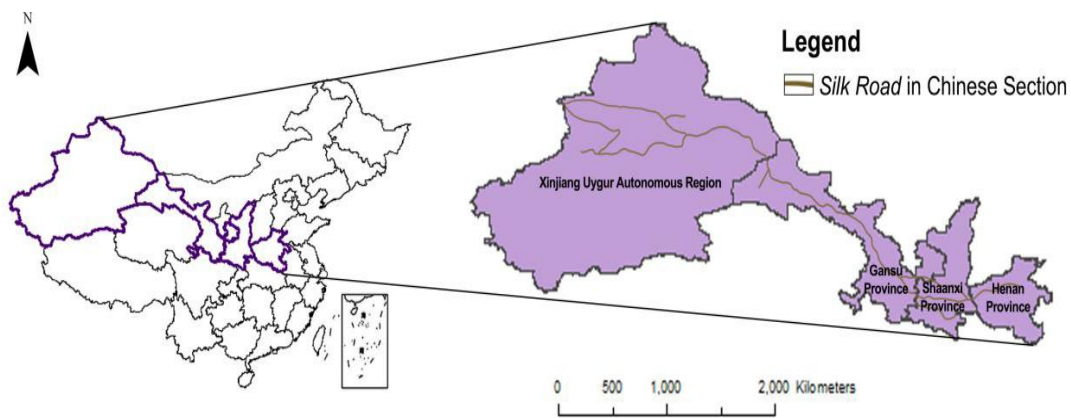 N
Legend
Silk Road in Chinese Section
Xinjiang Uygur Autonomous Region
Gansu
Province
Shaanxi
Province
Henan
Province
0 500 1,000 2,000 Kilometers